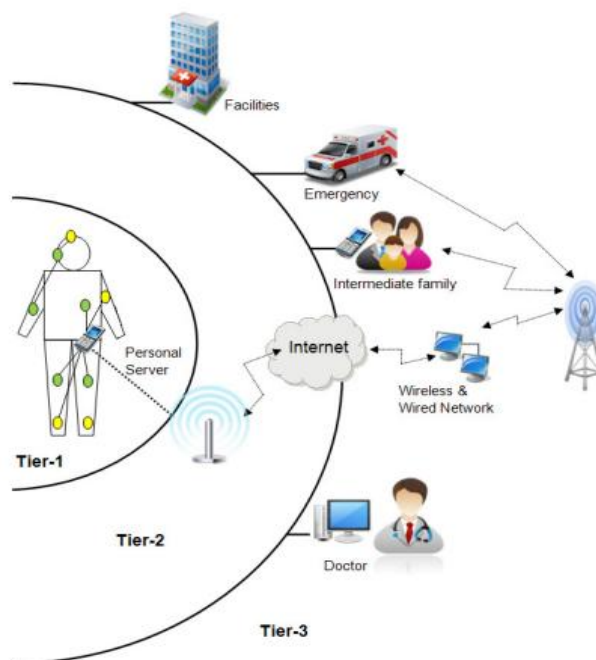 Facilities
Emergency
Intermediate family
Internet
Personal
Server
Wireless &
Wired Network
Tier-1
Tier-2
Doctor
Tier-3